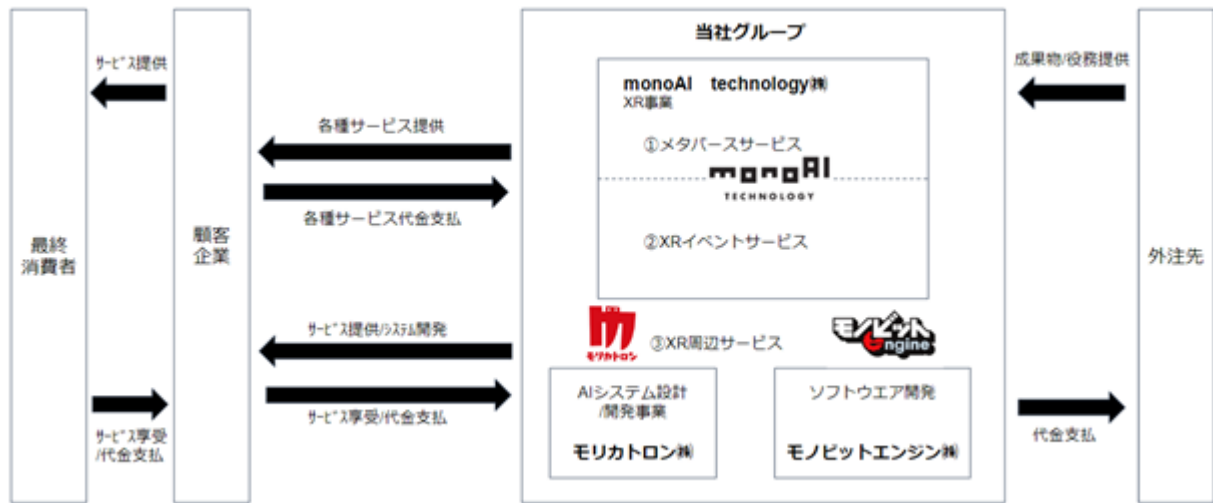 最終
消費者
サービス提供
サービス享受
/代金支払
顧客
企業
各種サービス提供
各種サービス代金支払
サービス提供/システム開発
サービス享受/代金支払
当社グループ
monoAI technology㈱
XR事業
①メタバースサービス
monoAI
TECHNOLOGY
②XRイベントサービス
モリカトロン
③XR周辺サービス
モノビット
Engine
AIシステム設計
/開発事業
モリカトロン㈱
ソフトウエア開発
モノビットエンジン㈱
成果物/役務提供
代金支払
外注先